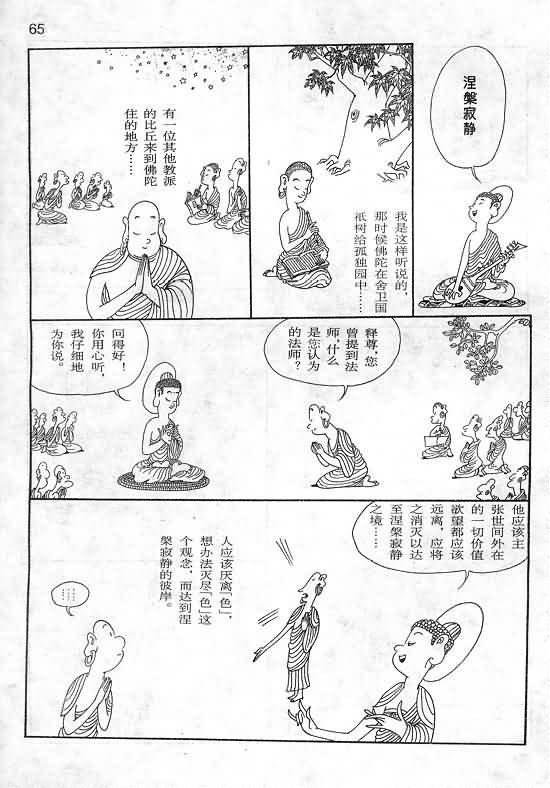 65
涅槃寂静
我是这样听说的，
那时候佛陀在舍卫国
祇树给孤独园中……
有一位其他教派
的比丘来到佛陀
住的地方……
释尊，您
曾提到法
师，什么
是您认为
的法师？
问得好！
你用心听，
我仔细地
为你说。
他应该主
张世间外在
的一切价值
欲望都应该
远离，应将
之消灭以达
至涅槃寂静
之境……
人应该厌离「色」，
想办法灭尽「色」这
个观念，而达到涅
槃寂静的彼岸。
……
……